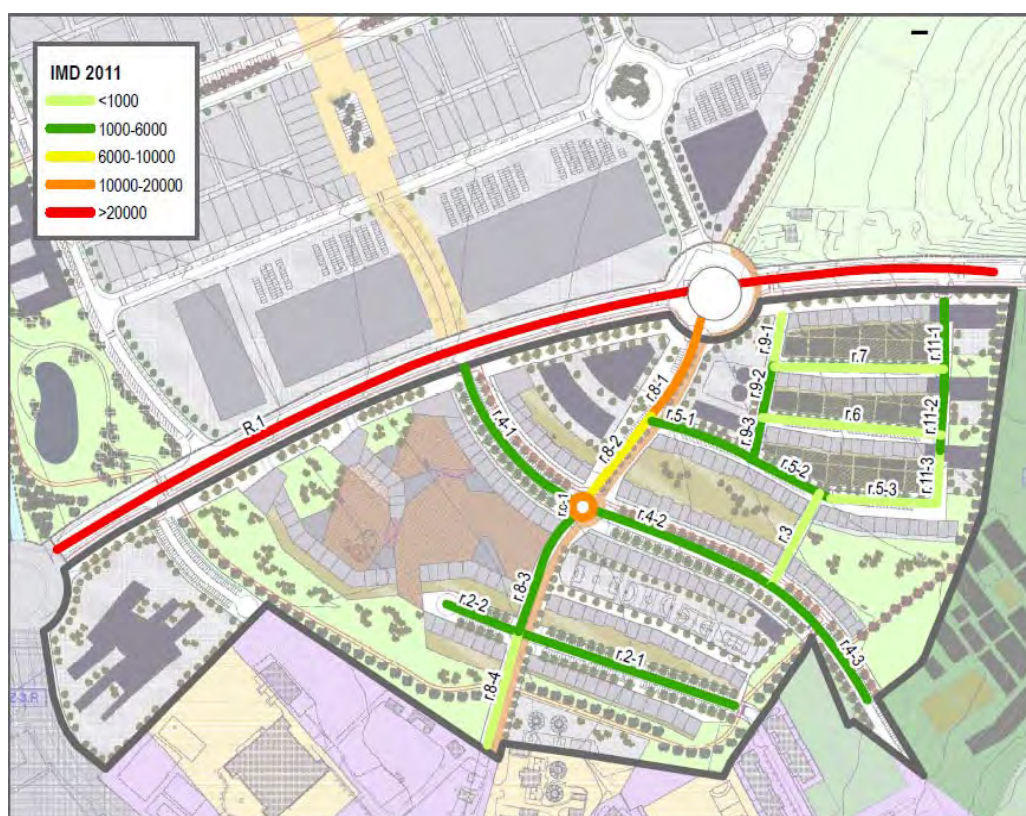 IMD 2011
<1000
1000-6000
6000-10000
10000-20000
>20000
R.1
r.4-1
r.8-1
r.8-2
r.5-1
r.9-1
r.9-2
r.9-3
r.7
r.6
r.11-1
r.11-2
r.11-3
r.5-2
r.5-3
r.3
r.4-2
r.4-3
r.8-3
r.2-2
r.2-1
r.8-4